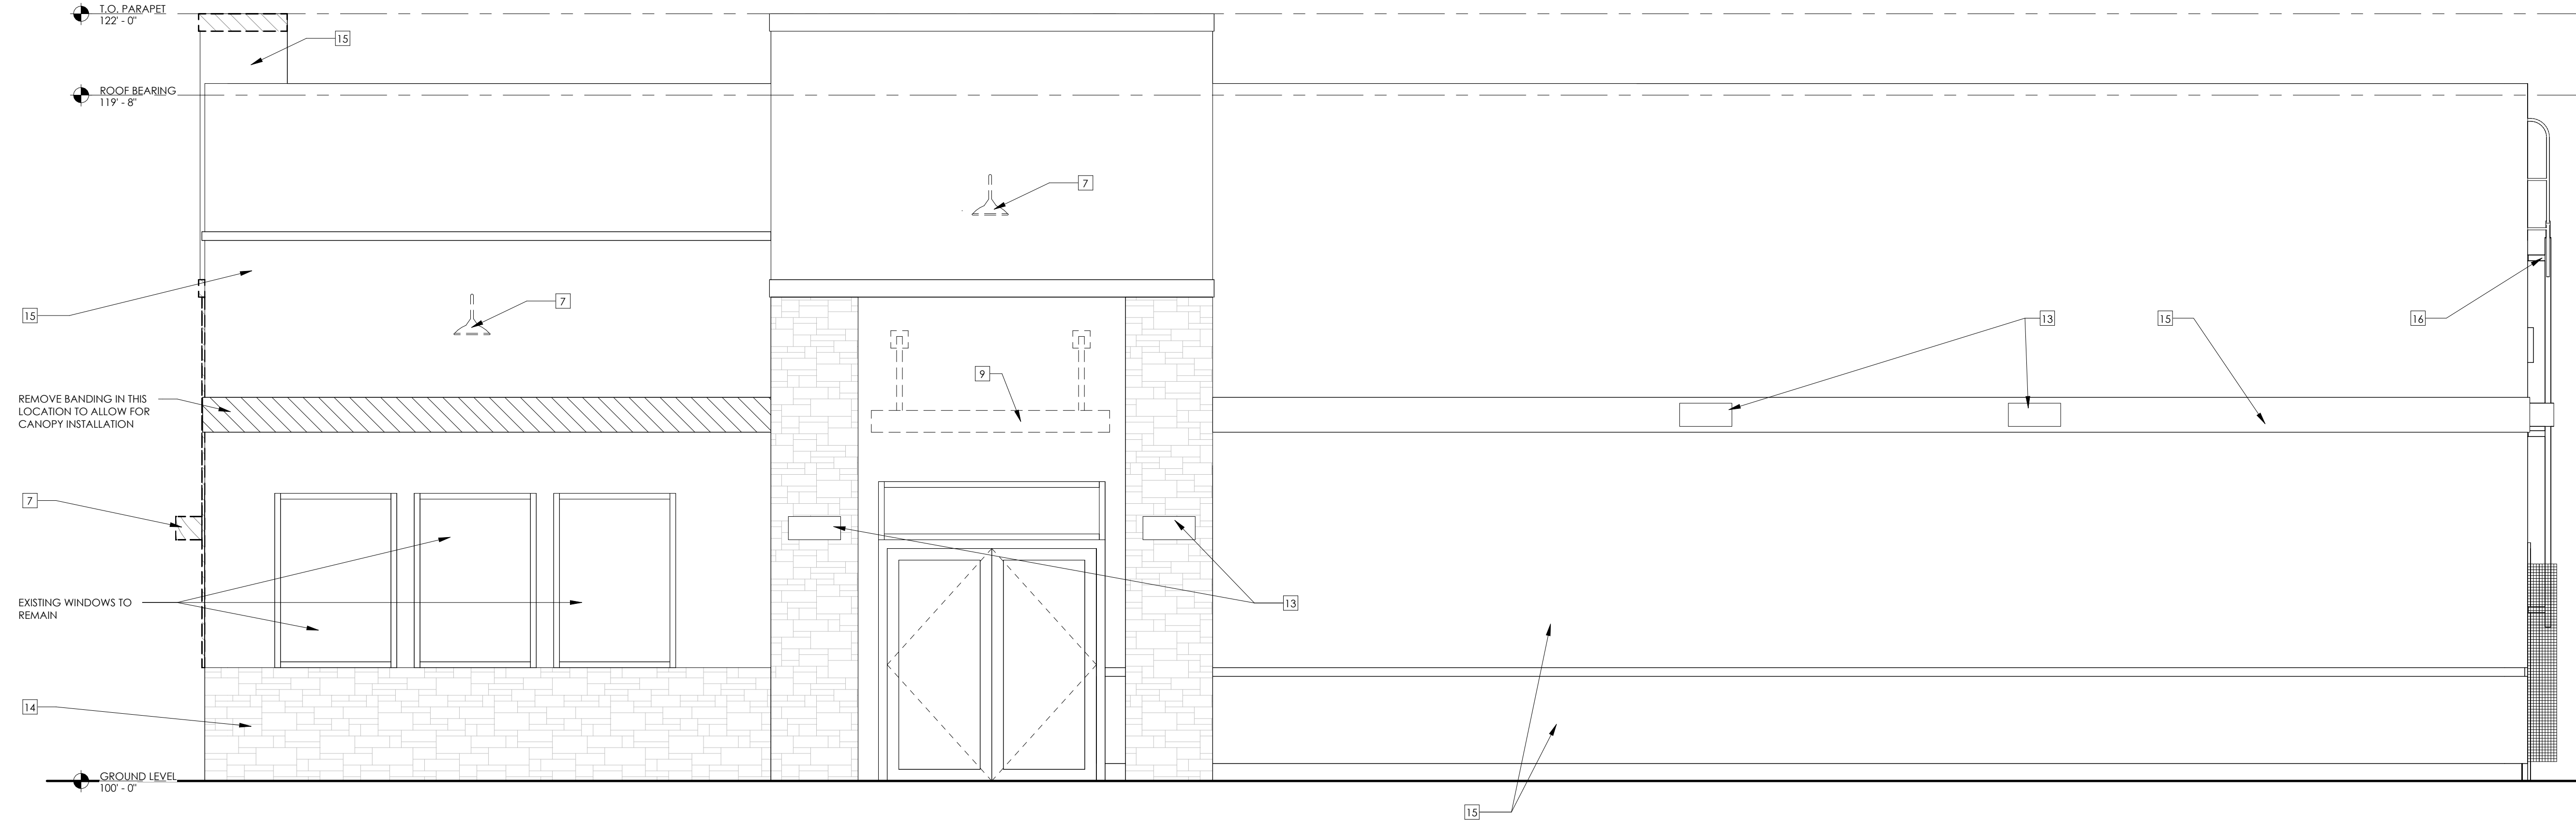 T.O. PARAPET
122' - 0"
15
ROOF BEARING
119' - 8"
7
15
7
13
15
16
9
REMOVE BANDING IN THIS
LOCATION TO ALLOW FOR
CANOPY INSTALLATION
7
EXISTING WINDOWS TO
REMAIN
13
14
GROUND LEVEL
100' - 0"
15